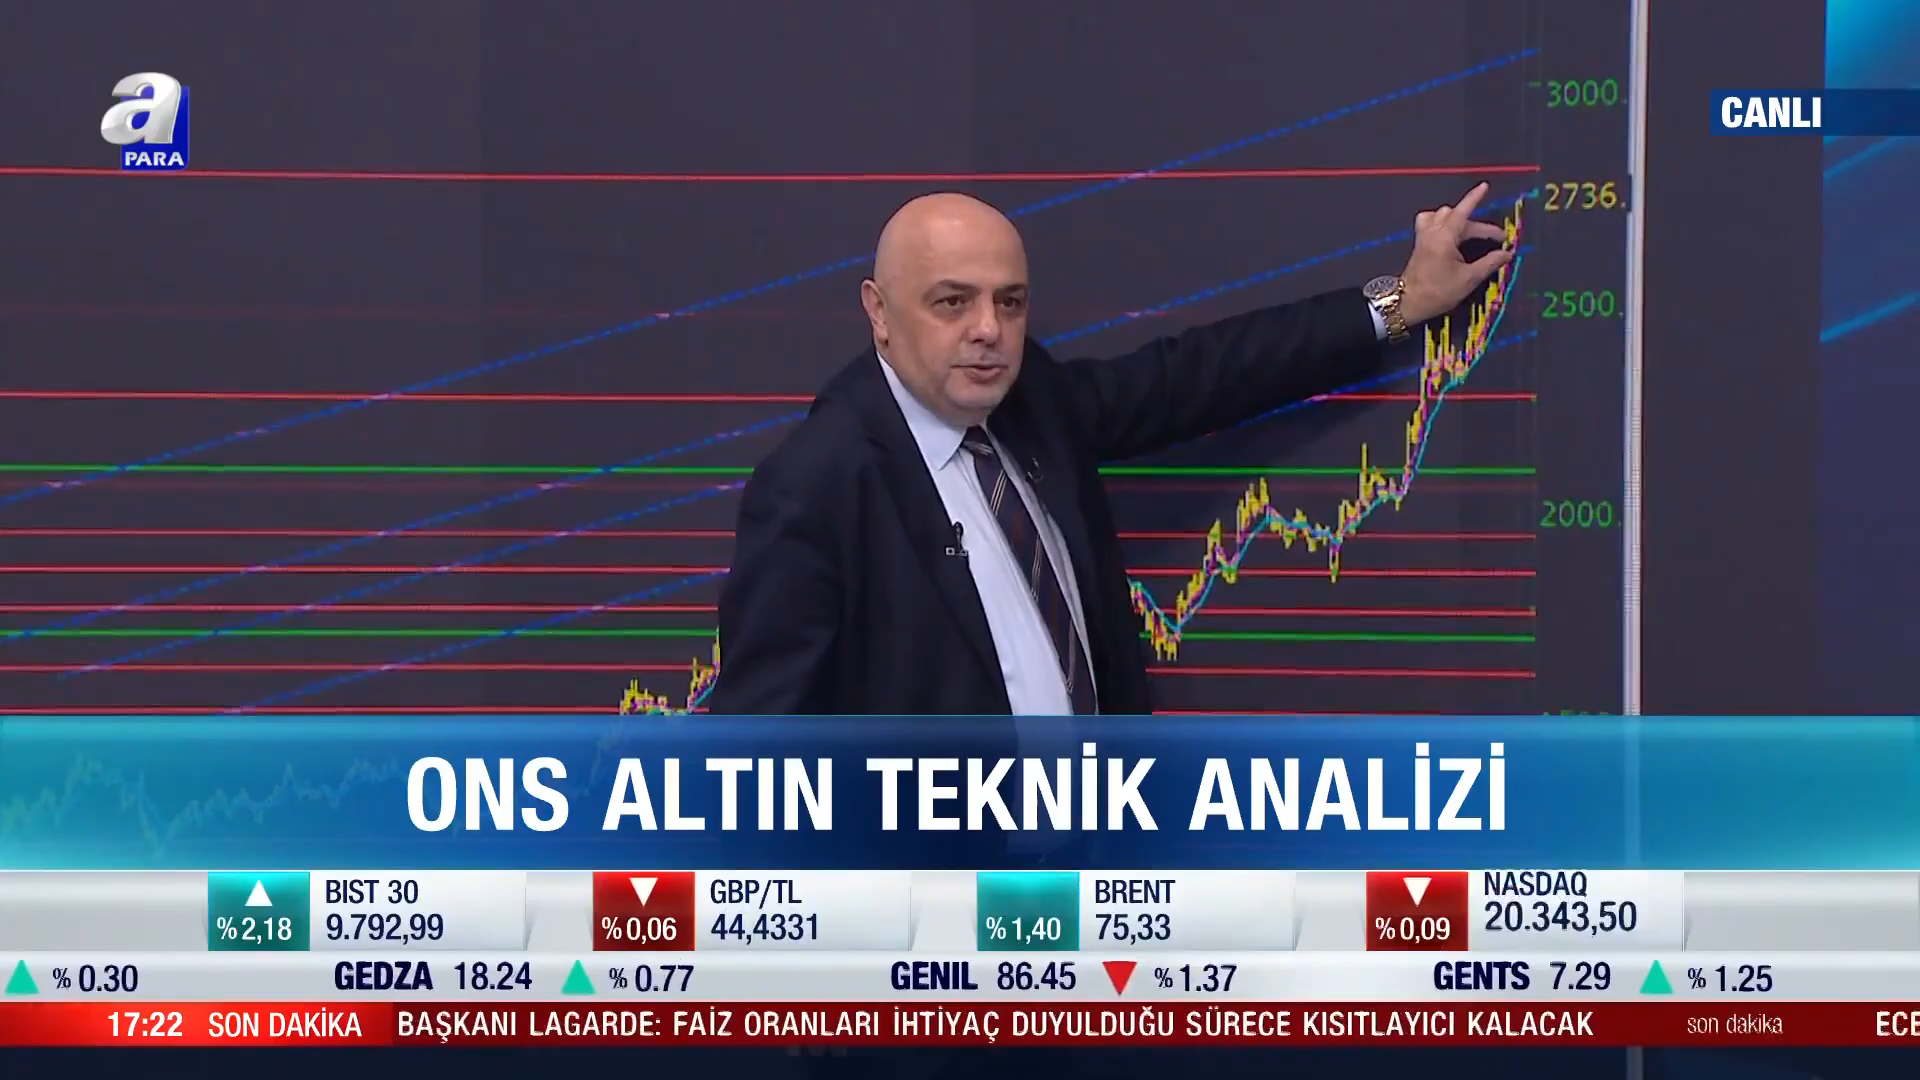 a
PARA
CANLI
3000.
2736.
2500.
2000.
ONS ALTIN TEKNİK ANALİZİ
%2,18 BIST 30 9.792,99
%0,06 GBP/TL 44,4331
%1,40 BRENT 75,33
%0,09 NASDAQ 20.343,50
% 0.30 GEDZA 18.24 % 0.77 GENIL 86.45 % 1.37 GENTS 7.29 % 1.25
17:22 SON DAKİKA BAŞKANI LAGARDE: FAİZ ORANLARI İHTİYAÇ DUYULDUĞU SÜRECE KISITLAYICI KALACAK son dakika